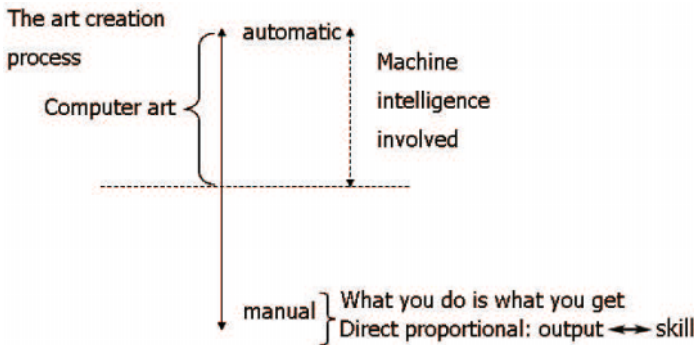 The art creation
process
automatic
Machine
intelligence
involved
Computer art
manual
What you do is what you get
Direct proportional: output ↔ skill